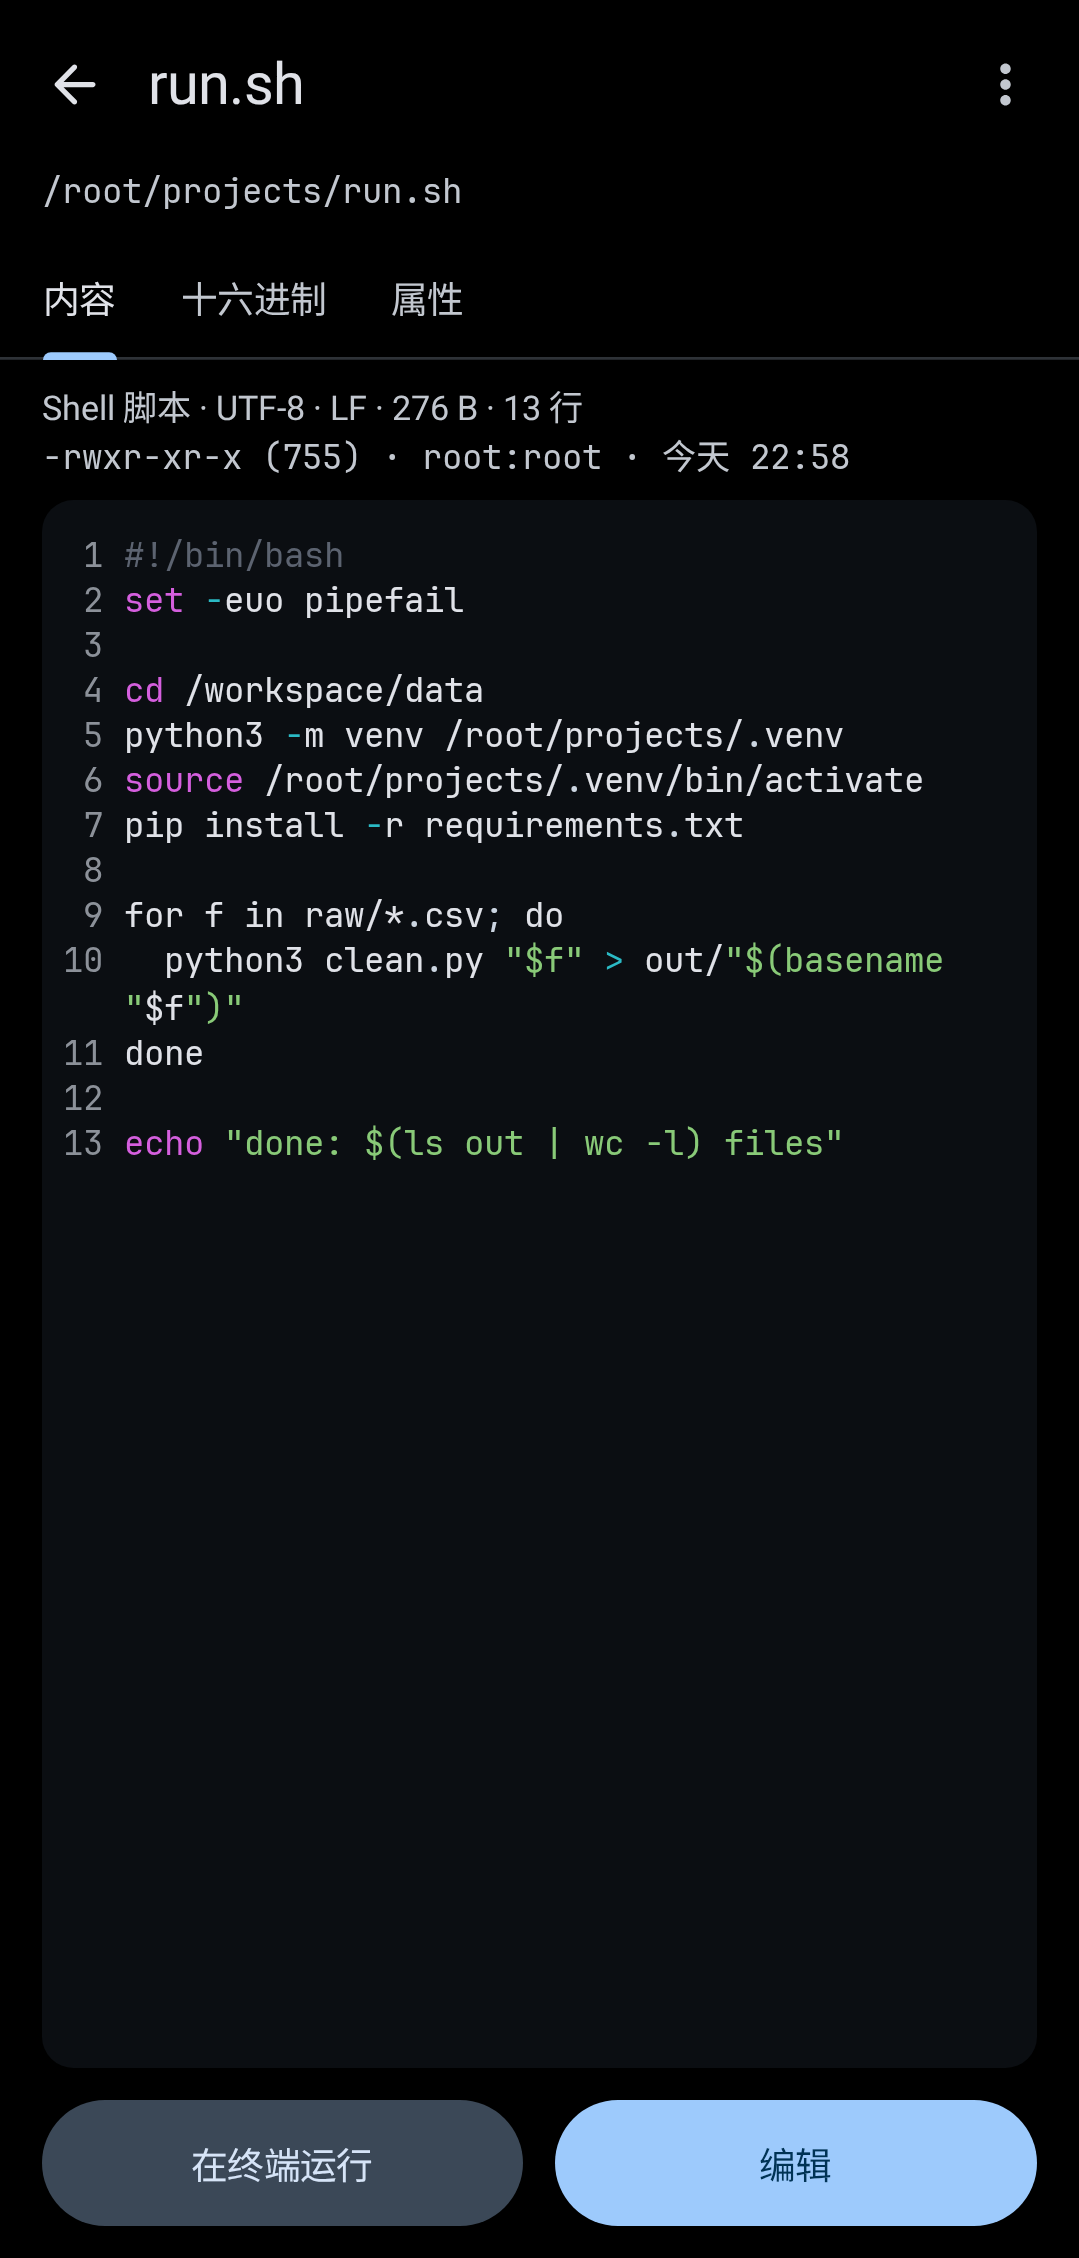 run.sh
/root/projects/run.sh
内容 十六进制 属性
Shell 脚本 · UTF-8 · LF · 276 B · 13 行
-rwxr-xr-x (755) · root:root · 今天 22:58
1 #!/bin/bash
2 set -euo pipefail
3
4 cd /workspace/data
5 python3 -m venv /root/projects/.venv
6 source /root/projects/.venv/bin/activate
7 pip install -r requirements.txt
8
9 for f in raw/*.csv; do
10   python3 clean.py "$f" > out/"$(basename
"$f")"
11 done
12
13 echo "done: $(ls out | wc -l) files"
在终端运行 编辑